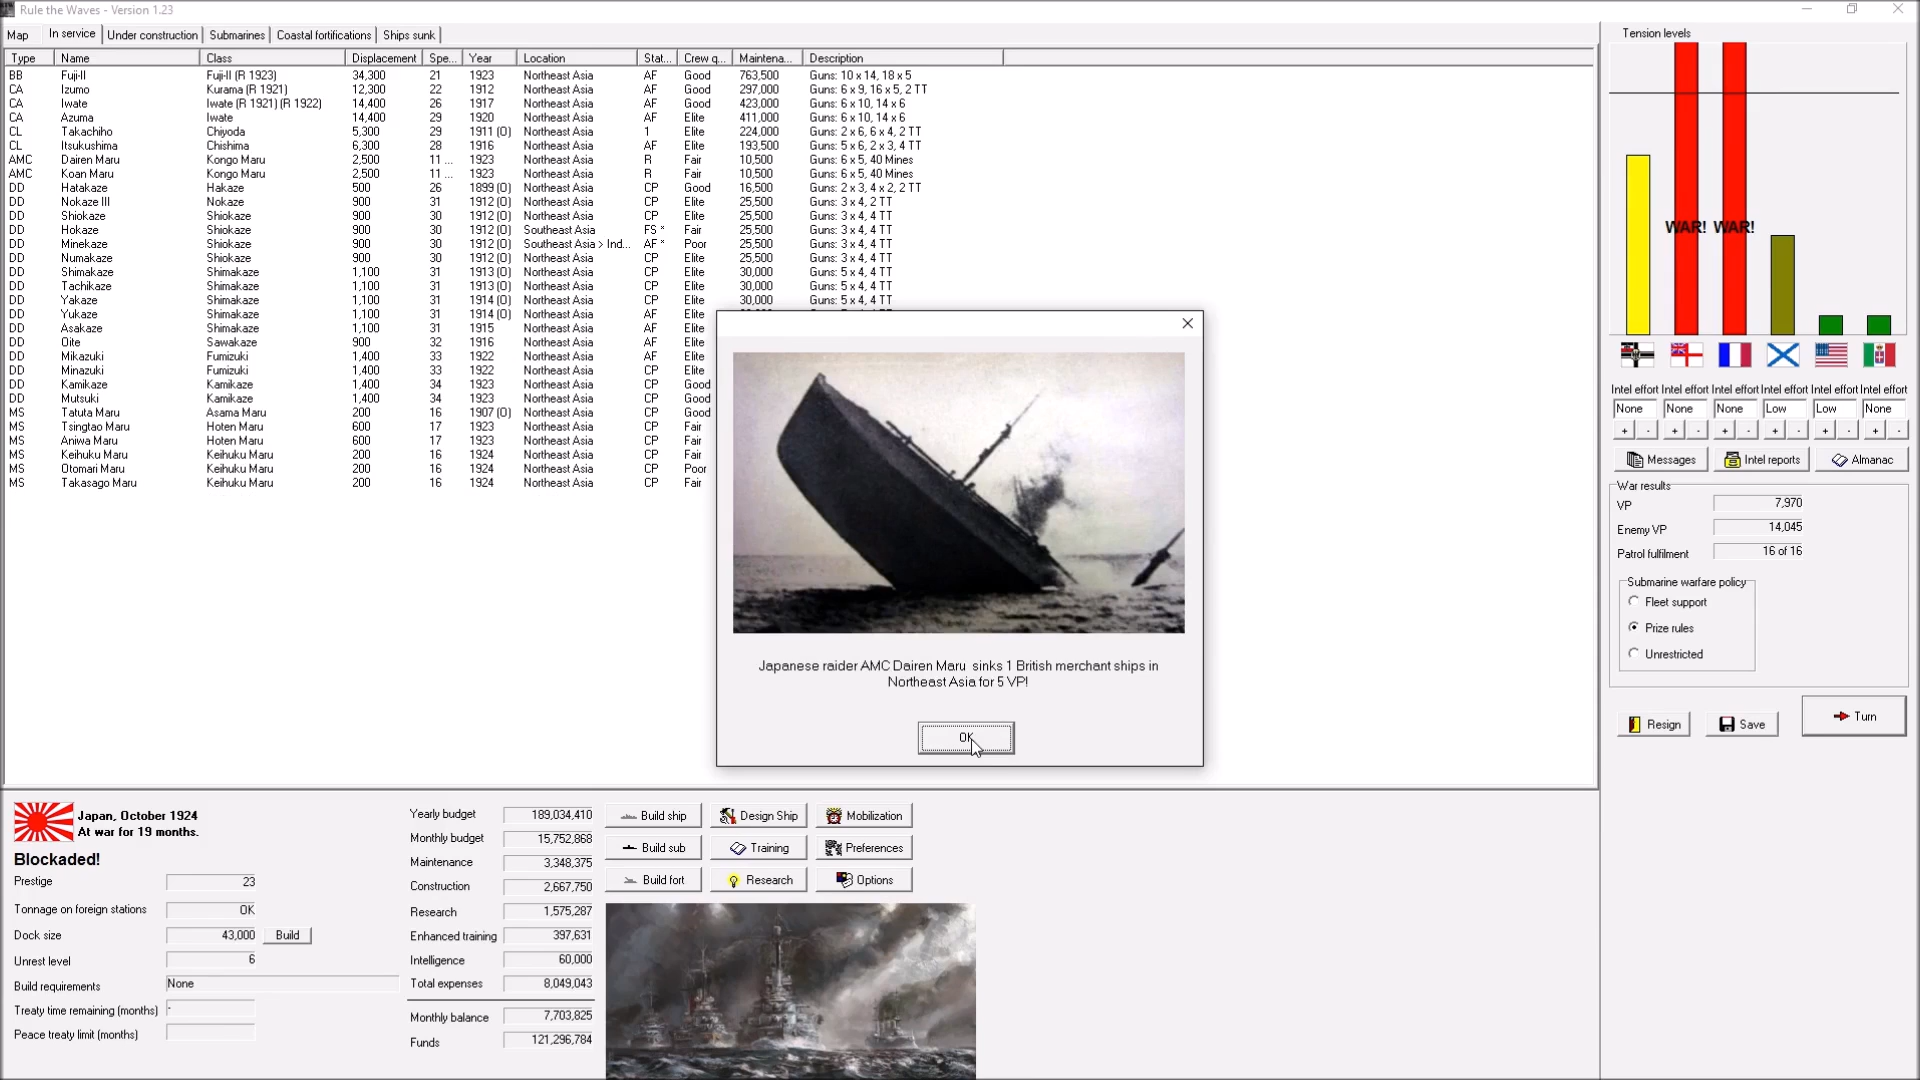 Rule the Waves - Version 1.23
Map In service Under construction Submarines Coastal fortifications Ships sunk
Type Name Class Displacement Spe... Year Location Stat... Crew q... Maintena... Description
BB Fuji-II Fuji-II (R 1923) 34,300 21 1923 Northeast Asia AF Good 763,500 Guns: 10 x 14, 18 x 5
CA Izumo Kurama (R 1921) 12,300 22 1912 Northeast Asia AF Good 297,000 Guns: 6 x 9, 16 x 5, 2 TT
CA Iwate Iwate (R 1921) (R 1922) 14,400 26 1917 Northeast Asia AF Good 423,000 Guns: 6 x 10, 14 x 6
CA Azuma Iwate 14,400 29 1920 Northeast Asia AF Elite 411,000 Guns: 6 x 10, 14 x 6
CL Takachiho Chiyoda 5,300 29 1911 (O) Northeast Asia 1 Elite 224,000 Guns: 2 x 6, 6 x 4, 2 TT
CL Itsukushima Chishima 6,300 28 1916 Northeast Asia AF Elite 193,500 Guns: 5 x 6, 2 x 3, 4 TT
AMC Dairen Maru Kongo Maru 2,500 11 ... 1923 Northeast Asia R Fair 10,500 Guns: 6 x 5, 40 Mines
AMC Koan Maru Kongo Maru 2,500 11 ... 1923 Northeast Asia R Fair 10,500 Guns: 6 x 5, 40 Mines
DD Hatakaze Hakaze 500 26 1899 (O) Northeast Asia CP Good 16,500 Guns: 2 x 3, 4 x 2, 2 TT
DD Nokaze III Nokaze 900 31 1912 (O) Northeast Asia CP Elite 25,500 Guns: 3 x 4, 2 TT
DD Shiokaze Shiokaze 900 30 1912 (O) Northeast Asia CP Elite 25,500 Guns: 3 x 4, 4 TT
DD Hokaze Shiokaze 900 30 1912 (O) Southeast Asia FS * Fair 25,500 Guns: 3 x 4, 4 TT
DD Minekaze Shiokaze 900 30 1912 (O) Southeast Asia > Ind... AF * Poor 25,500 Guns: 3 x 4, 4 TT
DD Numakaze Shiokaze 900 30 1912 (O) Northeast Asia CP Elite 25,500 Guns: 3 x 4, 4 TT
DD Shimakaze Shimakaze 1,100 31 1913 (O) Northeast Asia CP Elite 30,000 Guns: 5 x 4, 4 TT
DD Tachikaze Shimakaze 1,100 31 1913 (O) Northeast Asia CP Elite 30,000 Guns: 5 x 4, 4 TT
DD Yakaze Shimakaze 1,100 31 1914 (O) Northeast Asia CP Elite 30,000 Guns: 5 x 4, 4 TT
DD Yukaze Shimakaze 1,100 31 1914 (O) Northeast Asia AF Elite
DD Asakaze Shimakaze 1,100 31 1915 Northeast Asia AF Elite
DD Oite Sawakaze 900 32 1916 Northeast Asia AF Elite
DD Mikazuki Fumizuki 1,400 33 1922 Northeast Asia AF Elite
DD Minazuki Fumizuki 1,400 33 1922 Northeast Asia AF Elite
DD Kamikaze Kamikaze 1,400 34 1923 Northeast Asia CP Good
DD Mutsuki Kamikaze 1,400 34 1923 Northeast Asia CP Good
MS Tatuta Maru Asama Maru 200 16 1907 (O) Northeast Asia CP Good
MS Tsingtao Maru Hoten Maru 600 17 1923 Northeast Asia CP Fair
MS Aniwa Maru Hoten Maru 600 17 1923 Northeast Asia CP Fair
MS Keihuku Maru Keihuku Maru 200 16 1924 Northeast Asia CP Fair
MS Otomari Maru Keihuku Maru 200 16 1924 Northeast Asia CP Poor
MS Takasago Maru Keihuku Maru 200 16 1924 Northeast Asia CP Fair
Japanese raider AMC Dairen Maru sinks 1 British merchant ships in
Northeast Asia for 5 VP!
OK
Tension levels
WAR! WAR!
Intel effort Intel effort Intel effort Intel effort Intel effort Intel effort
None None None Low Low None
+ - + - + - + - + - + -
Messages Intel reports Almanac
War results
VP 7,970
Enemy VP 14,045
Patrol fulfilment 16 of 16
Submarine warfare policy
Fleet support
Prize rules
Unrestricted
Resign Save Turn
Japan, October 1924
At war for 19 months.
Blockaded!
Prestige 23
Tonnage on foreign stations OK
Dock size 43,000 Build
Unrest level 6
Build requirements None
Treaty time remaining (months) -
Peace treaty limit (months)
Yearly budget 189,034,410
Monthly budget 15,752,868
Maintenance 3,348,375
Construction 2,667,750
Research 1,575,287
Enhanced training 397,631
Intelligence 60,000
Total expenses 8,049,043
Monthly balance 7,703,825
Funds 121,296,784
Build ship Design Ship Mobilization
Build sub Training Preferences
Build fort Research Options